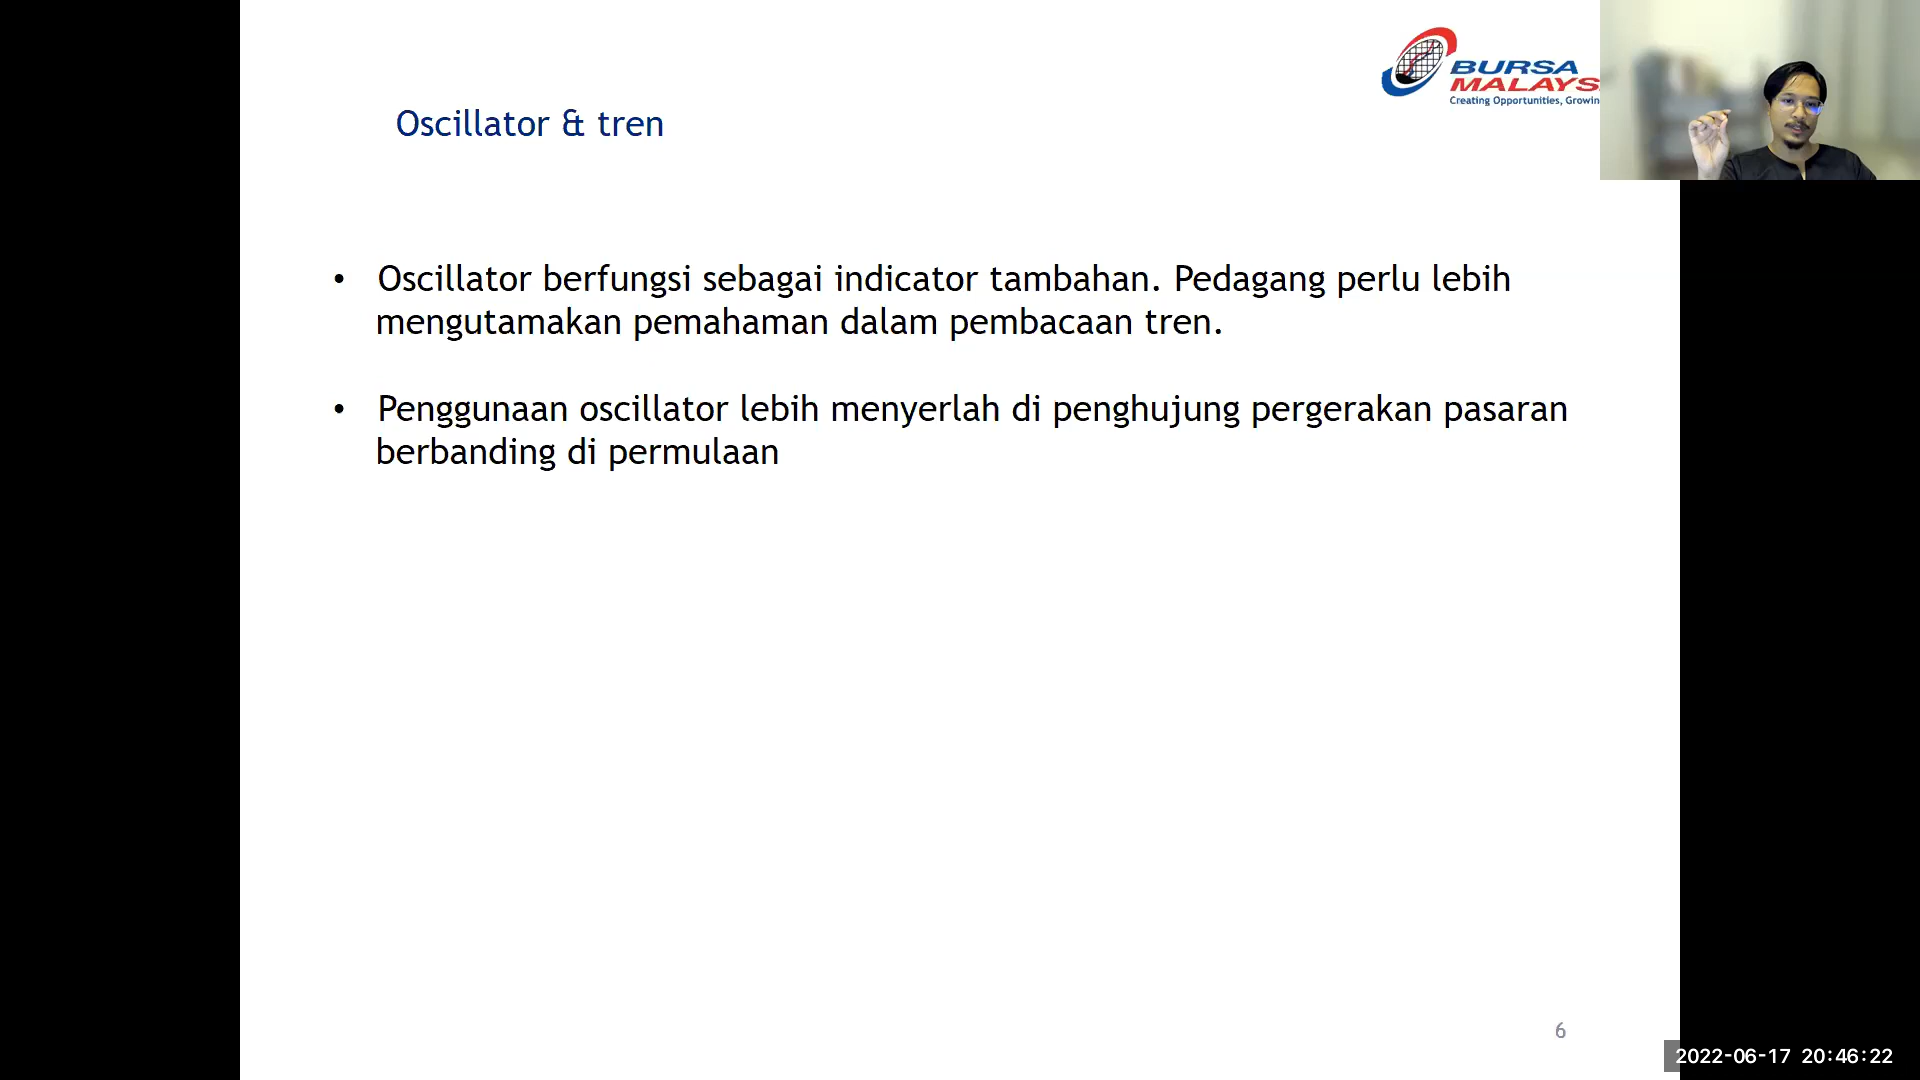 BURSA
MALAYS
Creating Opportunities, Growin
Oscillator & tren
• Oscillator berfungsi sebagai indicator tambahan. Pedagang perlu lebih
mengutamakan pemahaman dalam pembacaan tren.
• Penggunaan oscillator lebih menyerlah di penghujung pergerakan pasaran
berbanding di permulaan
6
2022-06-17 20:46:22